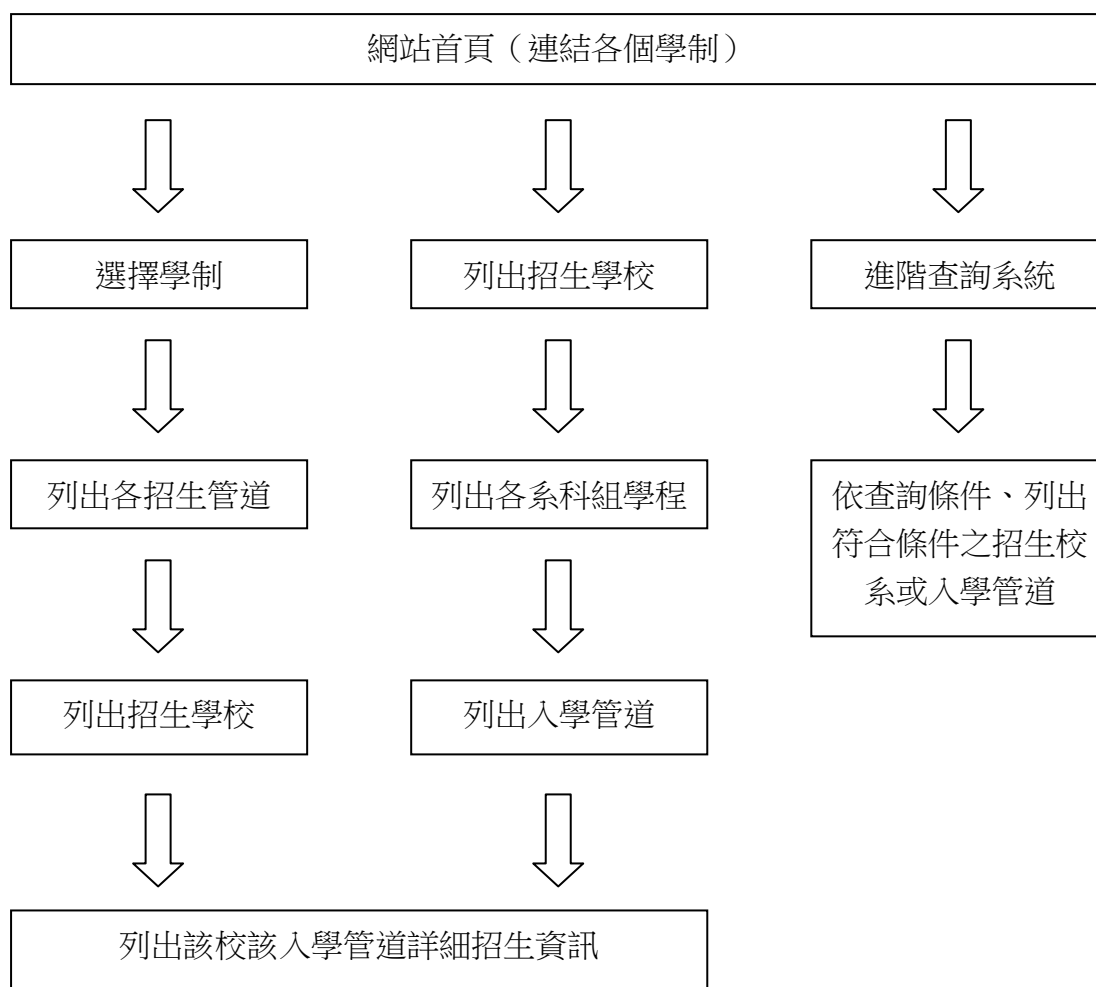 網站首頁（連結各個學制）
選擇學制
列出招生學校
進階查詢系統
列出各招生管道
列出各系科組學程
依查詢條件、列出
符合條件之招生校
系或入學管道
列出招生學校
列出入學管道
列出該校該入學管道詳細招生資訊